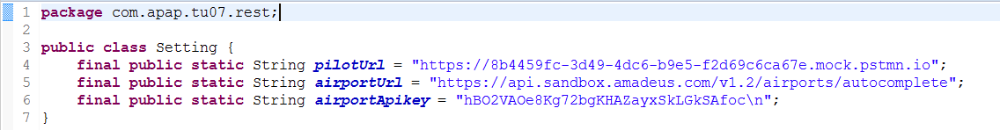 1 package com.apap.tu07.rest;
2
3 public class Setting {
4 final public static String pilotUrl = "https://8b4459fc-3d49-4dc6-b9e5-f2d69c6ca67e.mock.pstmn.io";
5 final public static String airportUrl = "https://api.sandbox.amadeus.com/v1.2/airports/autocomplete";
6 final public static String airportApikey = "hBO2VAOe8Kg72bgKHAZayxSkLGkSAfoc\n";
7 }